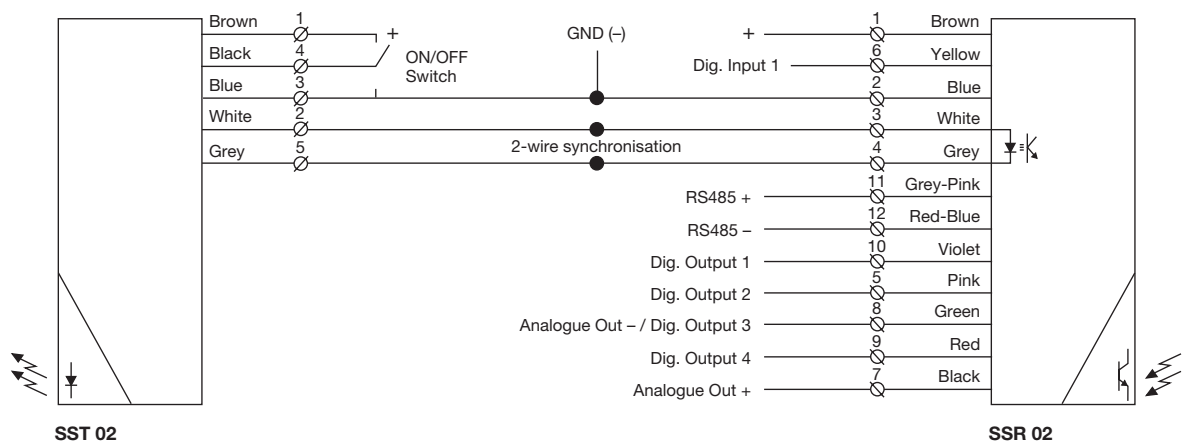 Brown 1
+
Black 4
ON/OFF
Switch
Blue 3
White 2
Grey 5
GND (–)
2-wire synchronisation
+ 1 Brown
Dig. Input 1 6 Yellow
2 Blue
3 White
4 Grey
RS485 + 11 Grey-Pink
RS485 – 12 Red-Blue
Dig. Output 1 10 Violet
Dig. Output 2 5 Pink
Analogue Out – / Dig. Output 3 8 Green
Dig. Output 4 9 Red
Analogue Out + 7 Black
SST 02
SSR 02